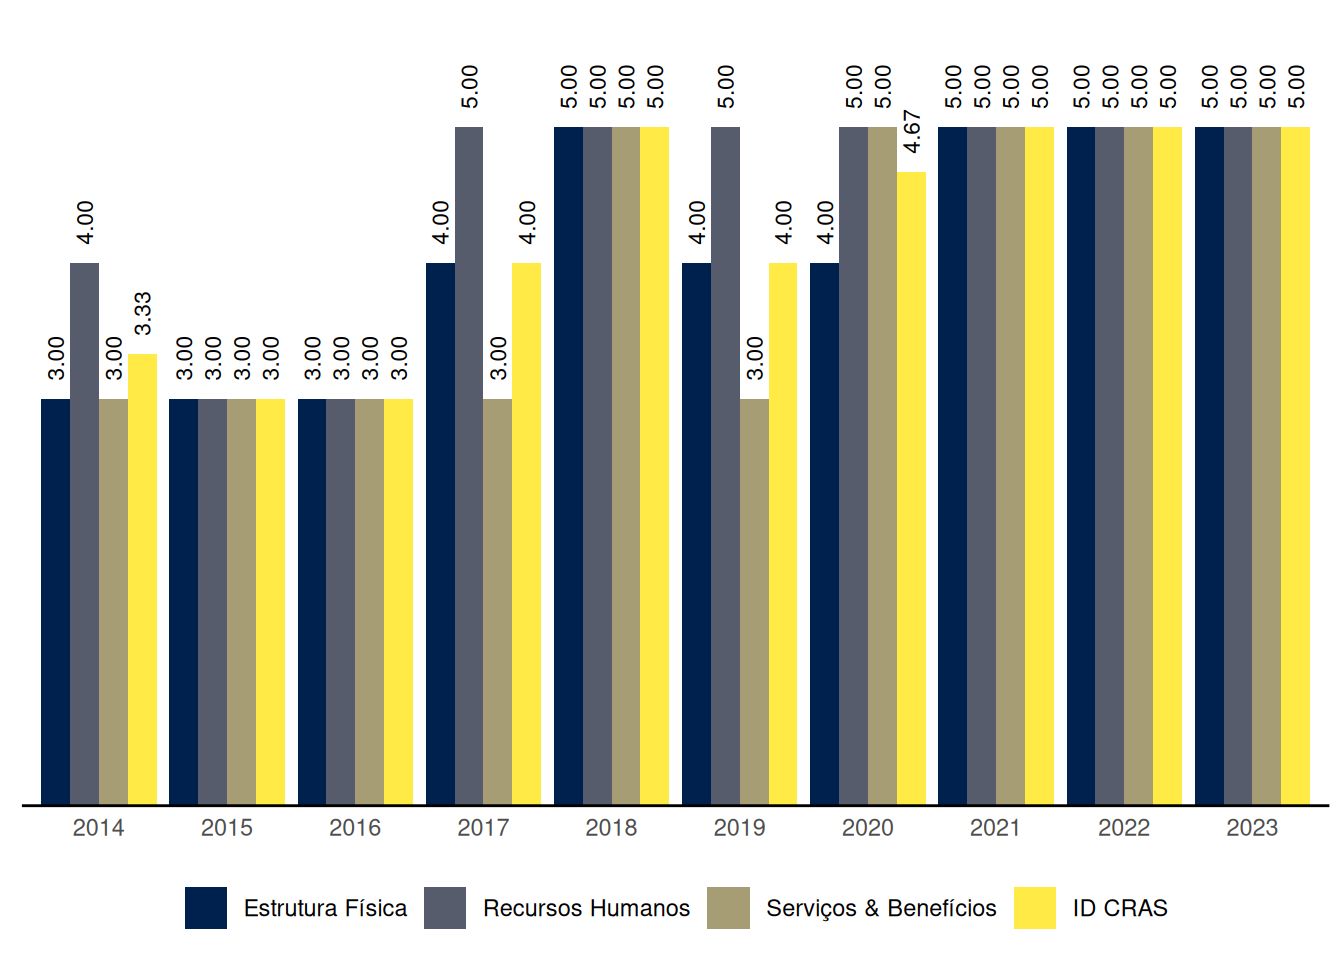 5.00 5.00 5.00 5.00 5.00 5.00 5.00 5.00 5.00 5.00 5.00 5.00 5.00 5.00 5.00 5.00 5.00 5.00 5.00 5.00
4.67
4.00 4.00 4.00 4.00 4.00 4.00
3.33
3.00 3.00 3.00 3.00 3.00 3.00 3.00 3.00 3.00 3.00 3.00 3.00
2014 2015 2016 2017 2018 2019 2020 2021 2022 2023
Estrutura Física Recursos Humanos Serviços & Benefícios ID CRAS